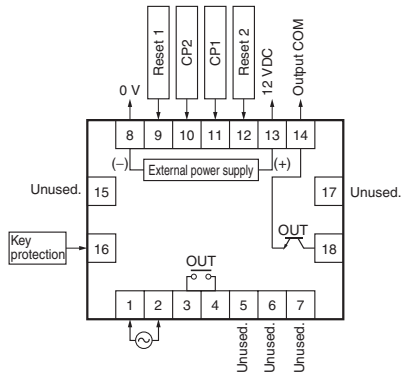 0 V
Reset 1
CP2
CP1
Reset 2
12 VDC
Output COM
8 9 10 11 12 13 14
(−) External power supply (+)
Unused. 15
17 Unused.
Key
protection
16
OUT
18
OUT
1 2 3 4 5 6 7
Unused.
Unused.
Unused.